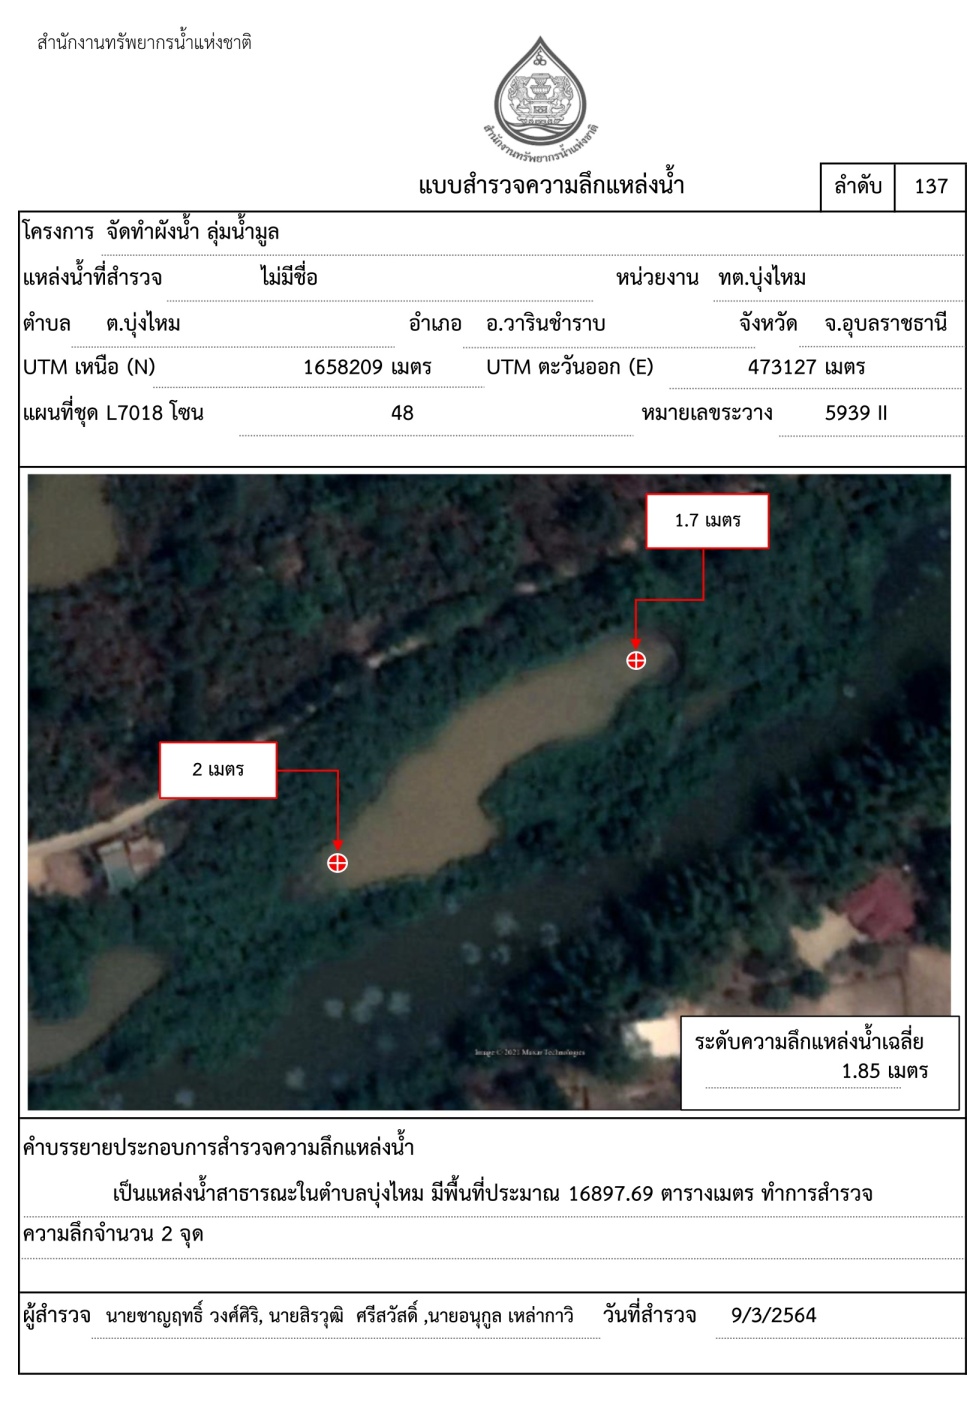 สำนักงานทรัพยากรน้ำแห่งชาติ
สำนักงานทรัพยากรน้ำแห่งชาติ
แบบสำรวจความลึกแหล่งน้ำ ลำดับ 137
โครงการ จัดทำผังน้ำ ลุ่มน้ำมูล
แหล่งน้ำที่สำรวจ ไม่มีชื่อ หน่วยงาน ทต.บุ่งไหม
ตำบล ต.บุ่งไหม อำเภอ อ.วารินชำราบ จังหวัด จ.อุบลราชธานี
UTM เหนือ (N) 1658209 เมตร UTM ตะวันออก (E) 473127 เมตร
แผนที่ชุด L7018 โซน 48 หมายเลขระวาง 5939 II
1.7 เมตร
2 เมตร
Image © 2021 Maxar Technologies
ระดับความลึกแหล่งน้ำเฉลี่ย
1.85 เมตร
คำบรรยายประกอบการสำรวจความลึกแหล่งน้ำ
เป็นแหล่งน้ำสาธารณะในตำบลบุ่งไหม มีพื้นที่ประมาณ 16897.69 ตารางเมตร ทำการสำรวจ
ความลึกจำนวน 2 จุด
ผู้สำรวจ นายชาญฤทธิ์ วงศ์ศิริ, นายสิรวุฒิ ศรีสวัสดิ์ ,นายอนุกูล เหล่ากาวิ วันที่สำรวจ 9/3/2564